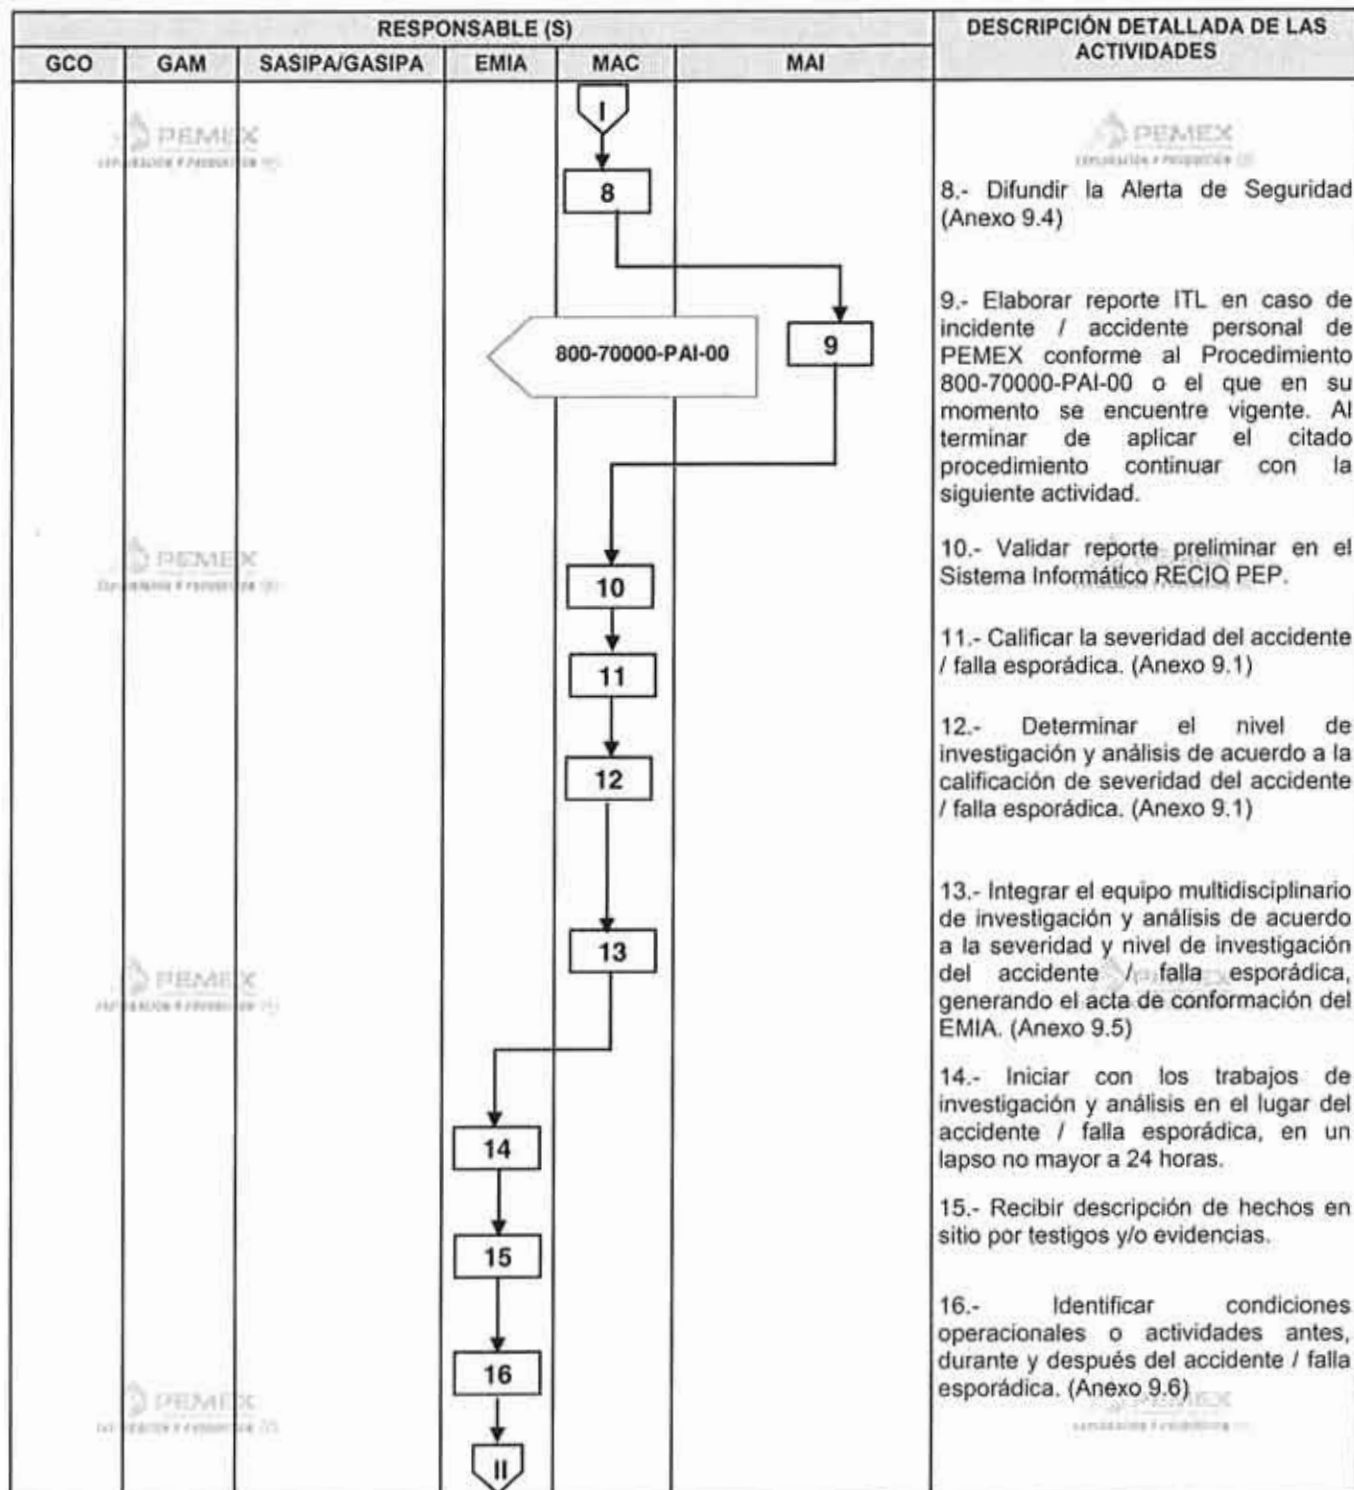 RESPONSABLE (S)
DESCRIPCIÓN DETALLADA DE LAS
ACTIVIDADES
GCO
GAM
SASIPA/GASIPA
EMIA
MAC
MAI
I
8
9
800-70000-PAI-00
10
11
12
13
14
15
16
II
PEMEX
PEMEX
PEMEX
PEMEX
PEMEX
EXPLORACIÓN Y PRODUCCIÓN
8.- Difundir la Alerta de Seguridad
(Anexo 9.4)
9.- Elaborar reporte ITL en caso de
incidente / accidente personal de
PEMEX conforme al Procedimiento
800-70000-PAI-00 o el que en su
momento se encuentre vigente. Al
terminar de aplicar el citado
procedimiento continuar con la
siguiente actividad.
10.- Validar reporte preliminar en el
Sistema Informático RECIO PEP.
11.- Calificar la severidad del accidente
/ falla esporádica. (Anexo 9.1)
12.- Determinar el nivel de
investigación y análisis de acuerdo a la
calificación de severidad del accidente
/ falla esporádica. (Anexo 9.1)
13.- Integrar el equipo multidisciplinario
de investigación y análisis de acuerdo
a la severidad y nivel de investigación
del accidente / falla esporádica,
generando el acta de conformación del
EMIA. (Anexo 9.5)
14.- Iniciar con los trabajos de
investigación y análisis en el lugar del
accidente / falla esporádica, en un
lapso no mayor a 24 horas.
15.- Recibir descripción de hechos en
sitio por testigos y/o evidencias.
16.- Identificar condiciones
operacionales o actividades antes,
durante y después del accidente / falla
esporádica. (Anexo 9.6)